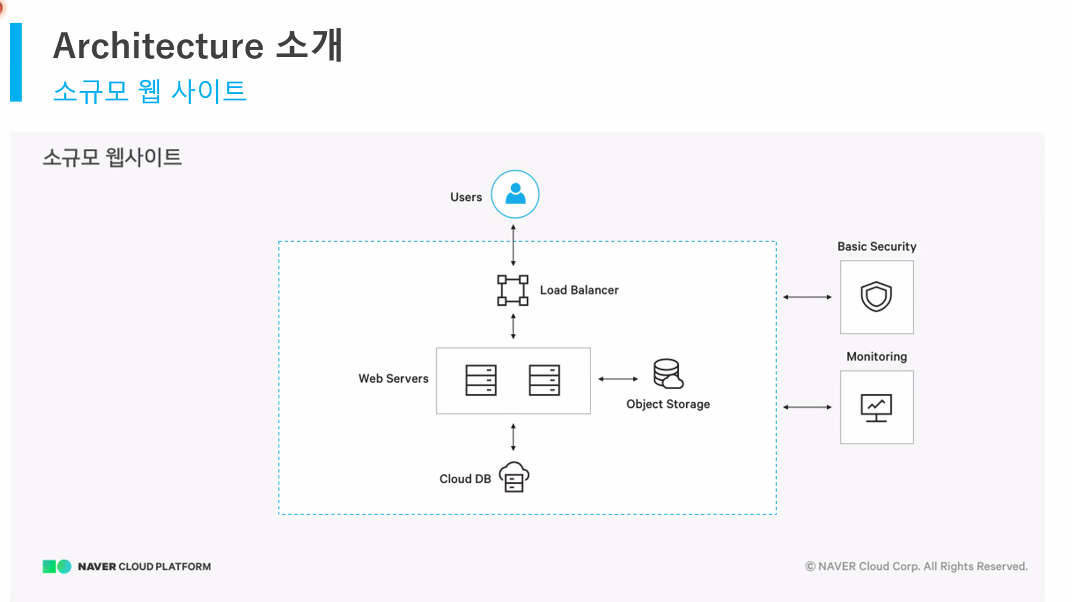 Architecture 소개
소규모 웹 사이트
소규모 웹사이트
Users
Basic Security
Load Balancer
Monitoring
Web Servers
Object Storage
Cloud DB
NAVER CLOUD PLATFORM
© NAVER Cloud Corp. All Rights Reserved.